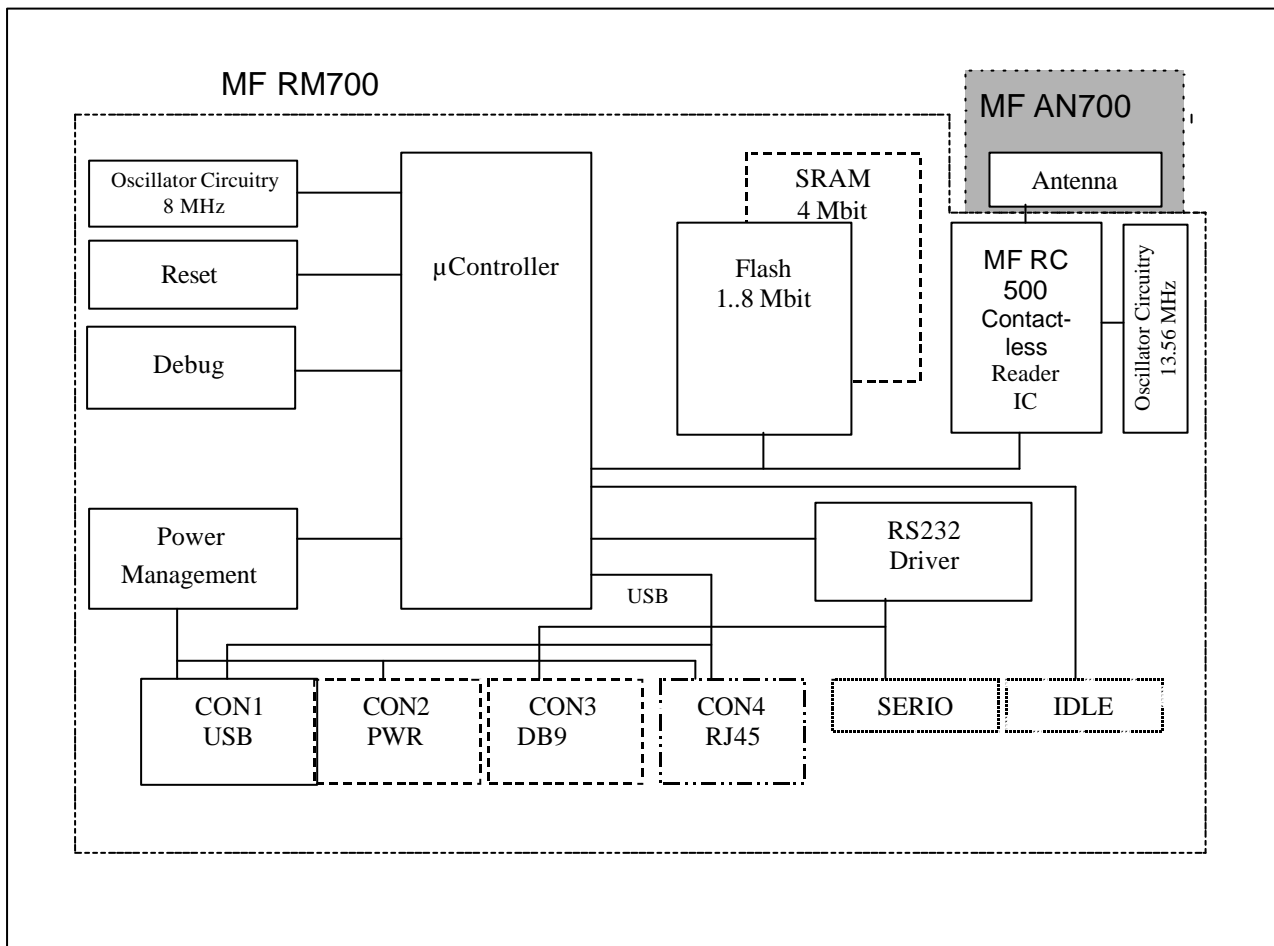 MF RM700
MF AN700
Antenna
Oscillator Circuitry
8 MHz
Reset
Debug
µController
SRAM
4 Mbit
Flash
1..8 Mbit
MF RC
500
Contact-
less
Reader
IC
Oscillator Circuitry
13.56 MHz
Power
Management
RS232
Driver
USB
CON1
USB
CON2
PWR
CON3
DB9
CON4
RJ45
SERIO
IDLE